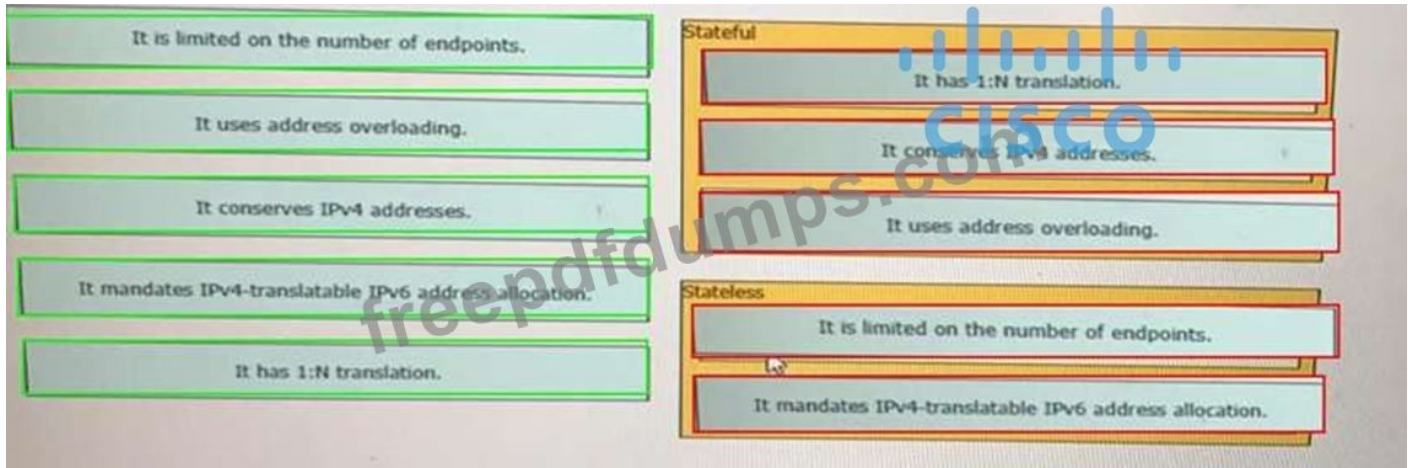 It is limited on the number of endpoints.
It uses address overloading.
It conserves IPv4 addresses.
It mandates IPv4-translatable IPv6 address allocation.
It has 1:N translation.
Stateful
It has 1:N translation.
It conserves IPv4 addresses.
It uses address overloading.
Stateless
It is limited on the number of endpoints.
It mandates IPv4-translatable IPv6 address allocation.
CISCO
freepdfdumps.com